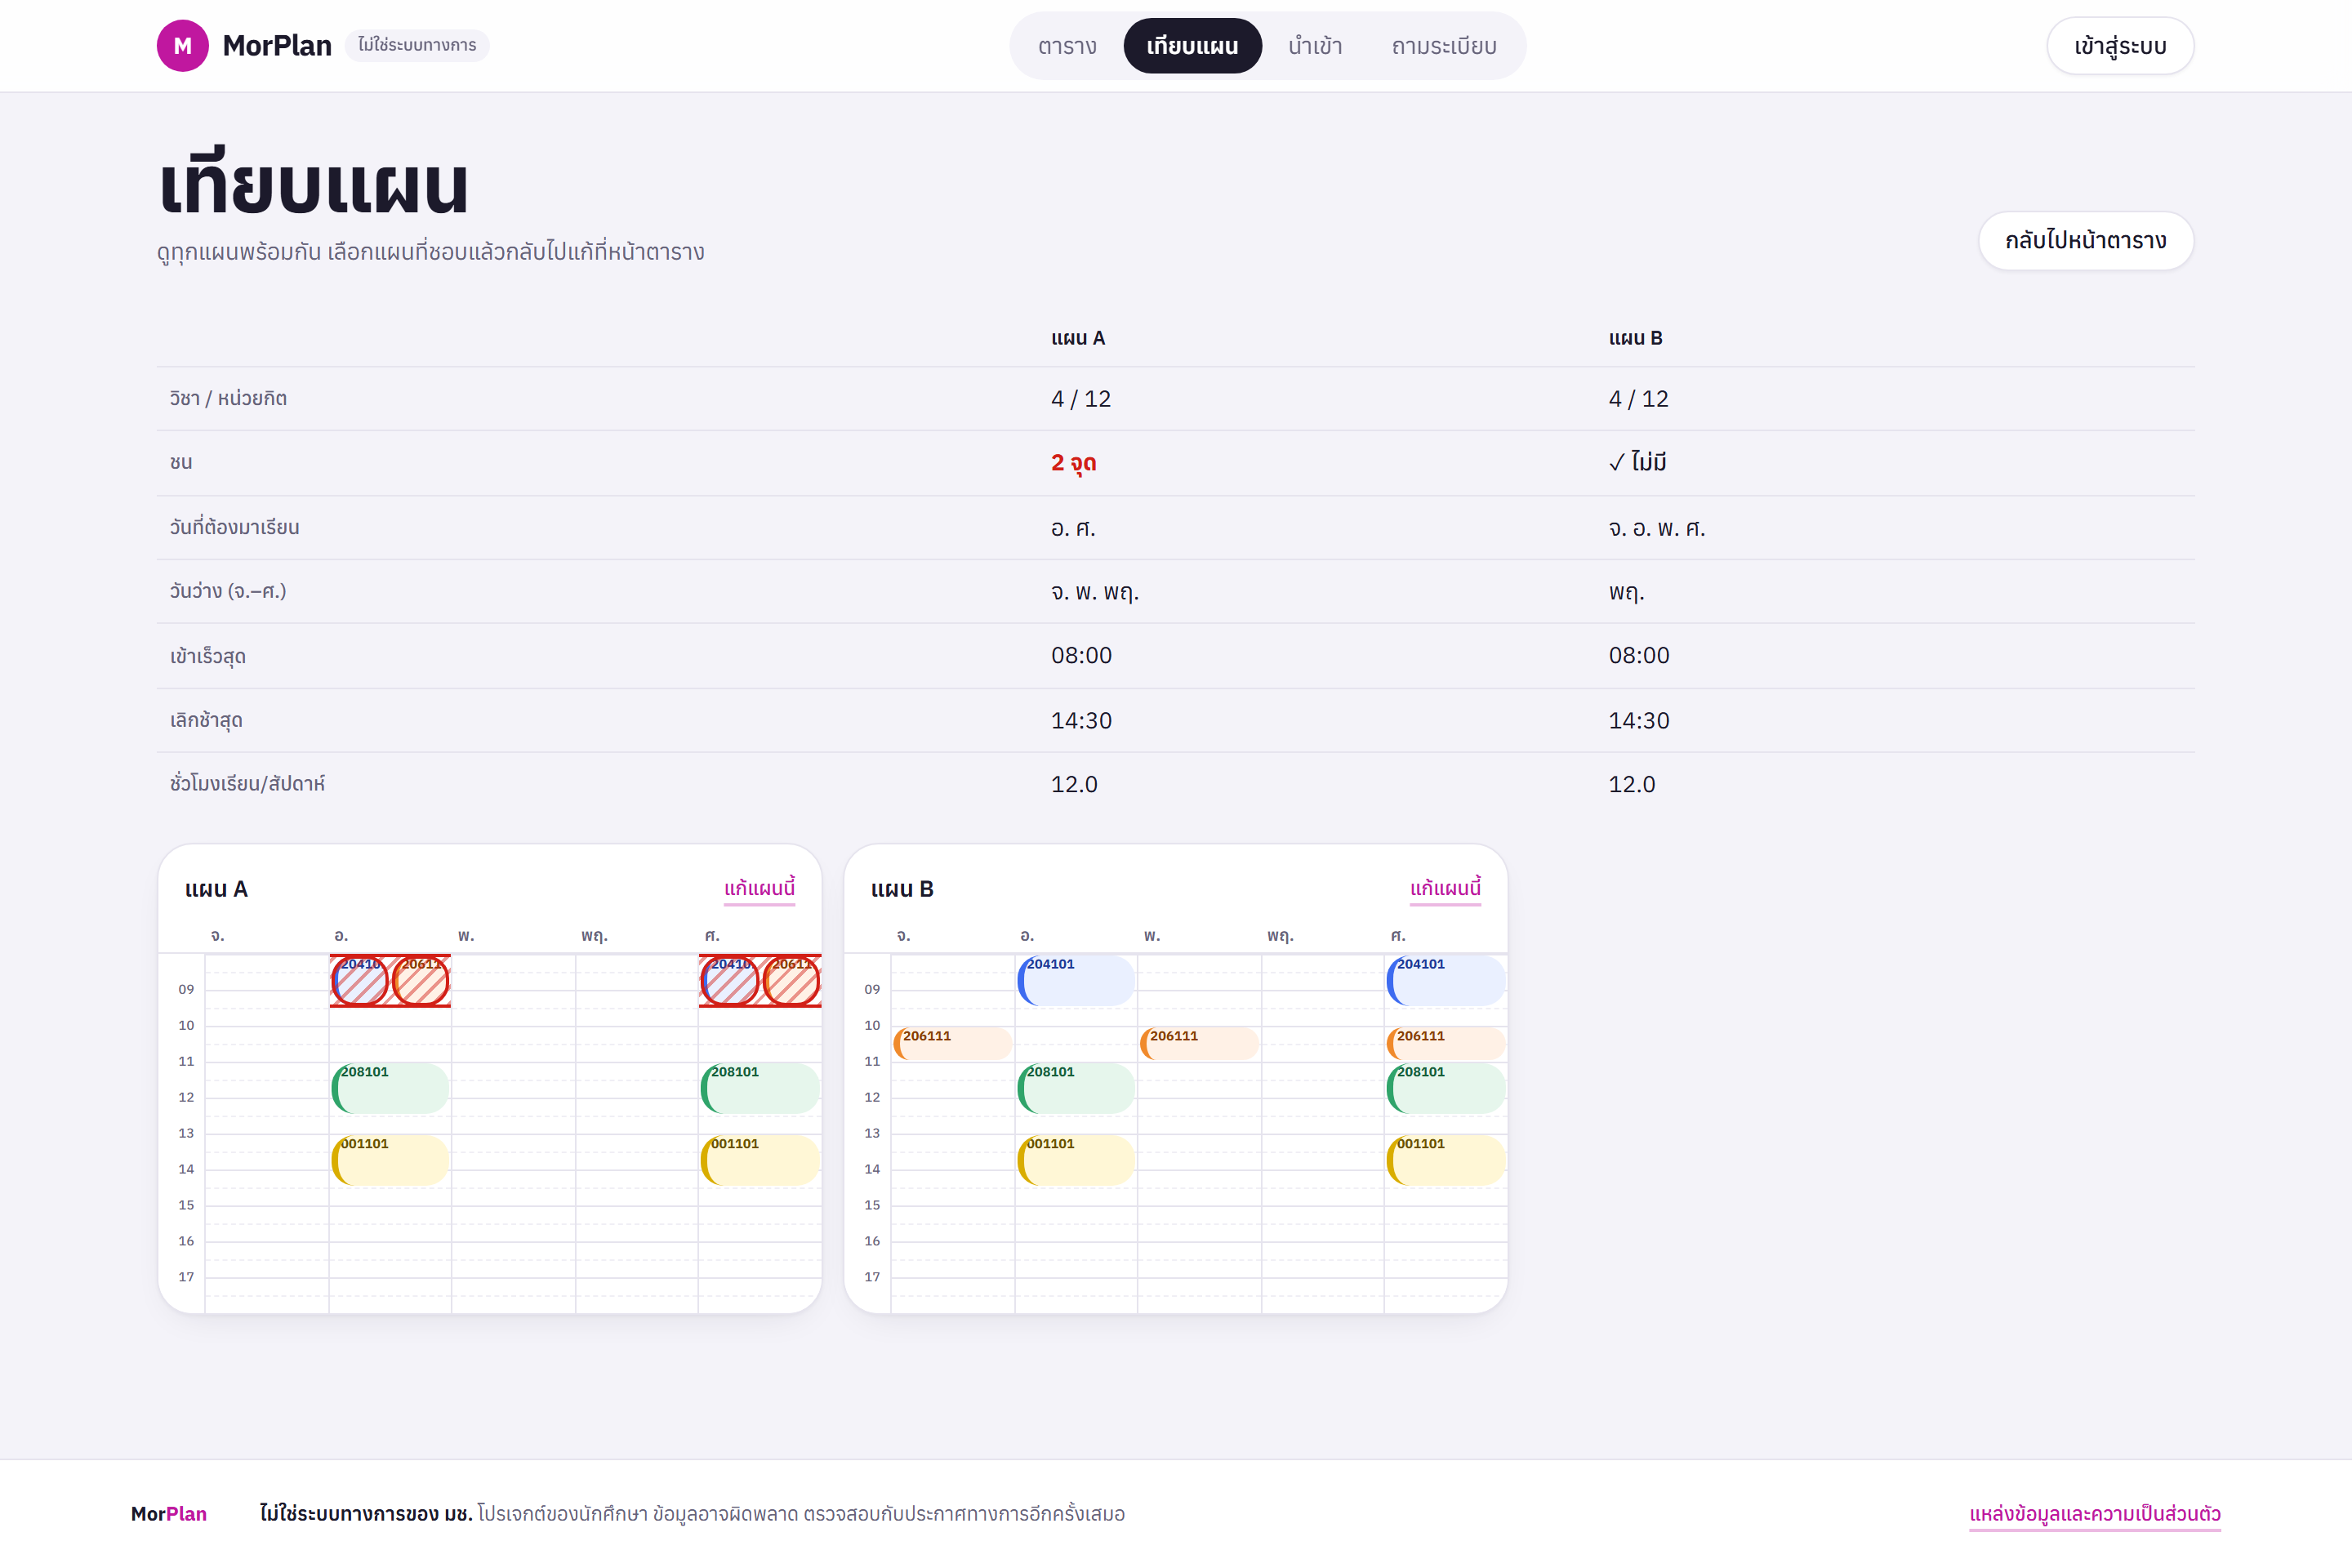 M MorPlan ไม่ใช่ระบบทางการ ตาราง เทียบแผน นำเข้า ถามระเบียบ เข้าสู่ระบบ
เทียบแผน
ดูทุกแผนพร้อมกัน เลือกแผนที่ชอบแล้วกลับไปแก้ที่หน้าตาราง
กลับไปหน้าตาราง
แผน A แผน B
วิชา / หน่วยกิต 4 / 12 4 / 12
ชน 2 จุด ✓ ไม่มี
วันที่ต้องมาเรียน อ. ศ. จ. อ. พ. ศ.
วันว่าง (จ.–ศ.) จ. พ. พฤ. พฤ.
เข้าเร็วสุด 08:00 08:00
เลิกช้าสุด 14:30 14:30
ชั่วโมงเรียน/สัปดาห์ 12.0 12.0
แผน A แก้แผนนี้
จ. อ. พ. พฤ. ศ.
20410 20611 20410 20611
09
10
11
208101 208101
12
13
001101 001101
14
15
16
17
แผน B แก้แผนนี้
จ. อ. พ. พฤ. ศ.
204101 204101
09
10
206111 206111 206111
11
208101 208101
12
13
001101 001101
14
15
16
17
MorPlan ไม่ใช่ระบบทางการของ มช. โปรเจกต์ของนักศึกษา ข้อมูลอาจผิดพลาด ตรวจสอบกับประกาศทางการอีกครั้งเสมอ แหล่งข้อมูลและความเป็นส่วนตัว